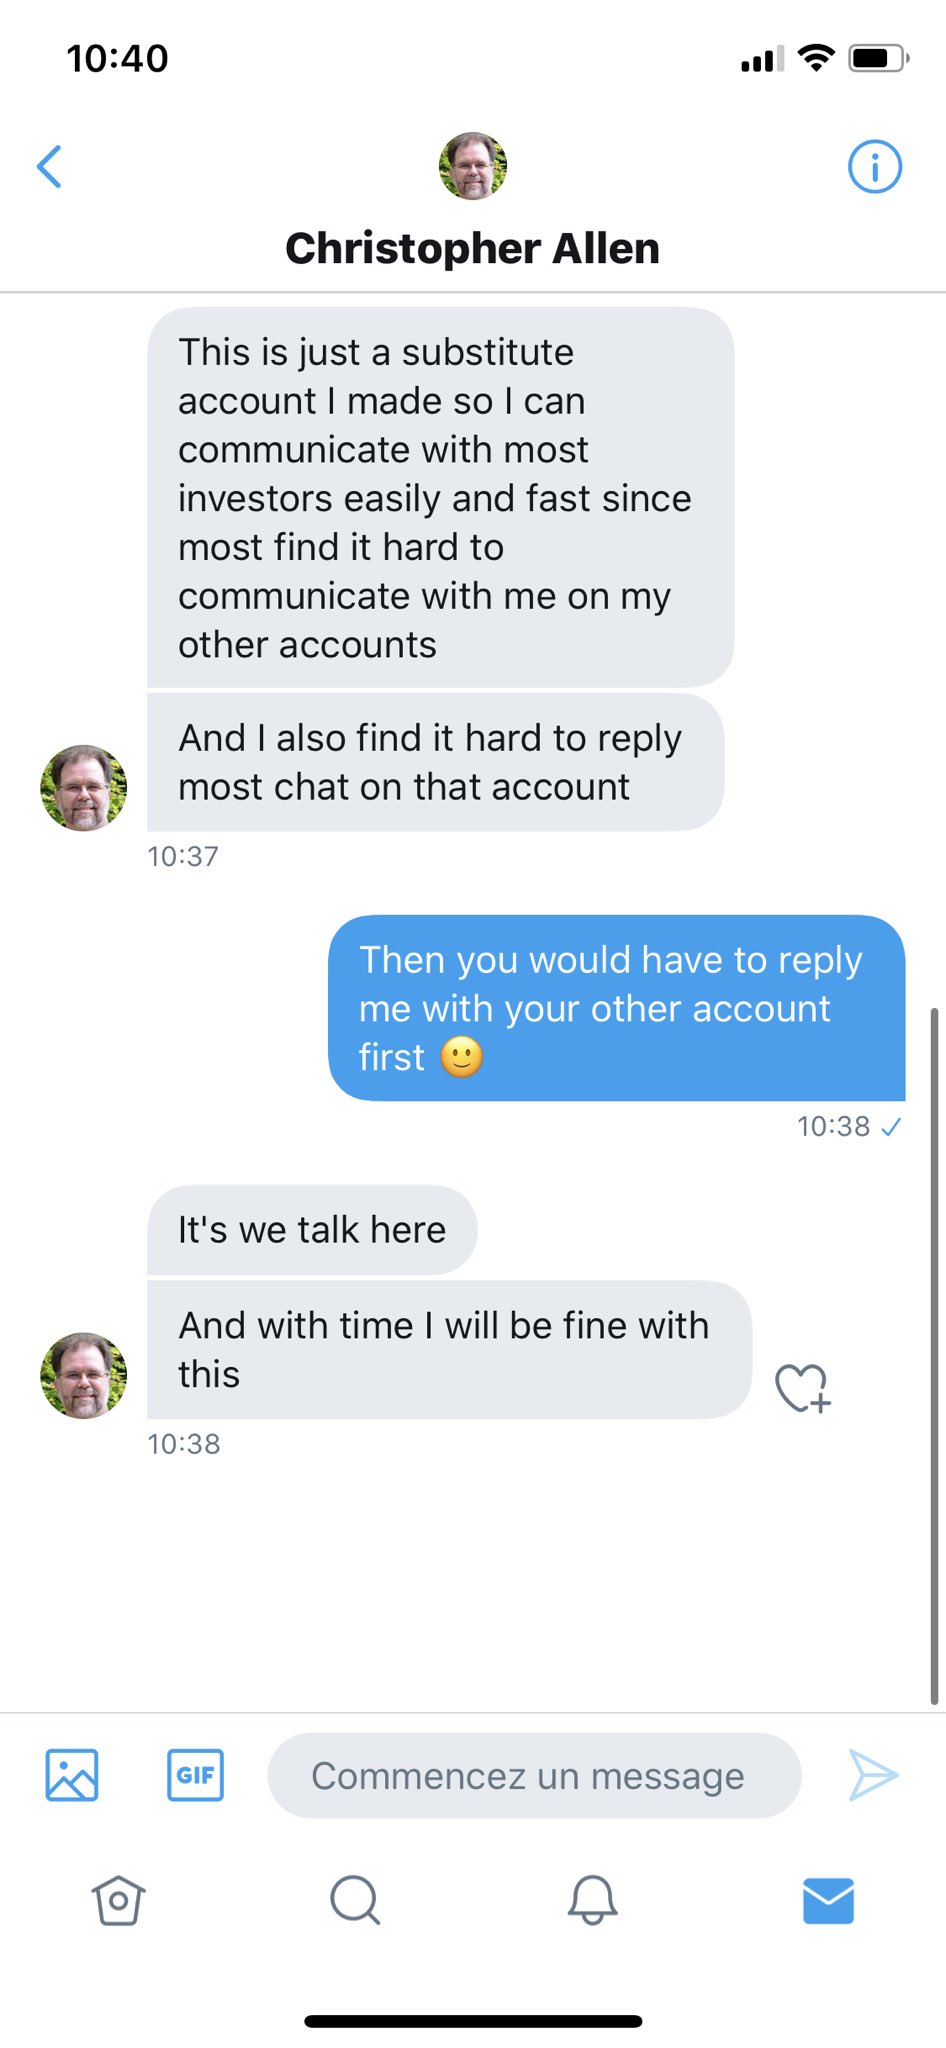 10:40
Christopher Allen
This is just a substitute
account I made so I can
communicate with most
investors easily and fast since
most find it hard to
communicate with me on my
other accounts
And I also find it hard to reply
most chat on that account
10:37
Then you would have to reply
me with your other account
first 🙂
10:38
It's we talk here
And with time I will be fine with
this
10:38
GIF
Commencez un message